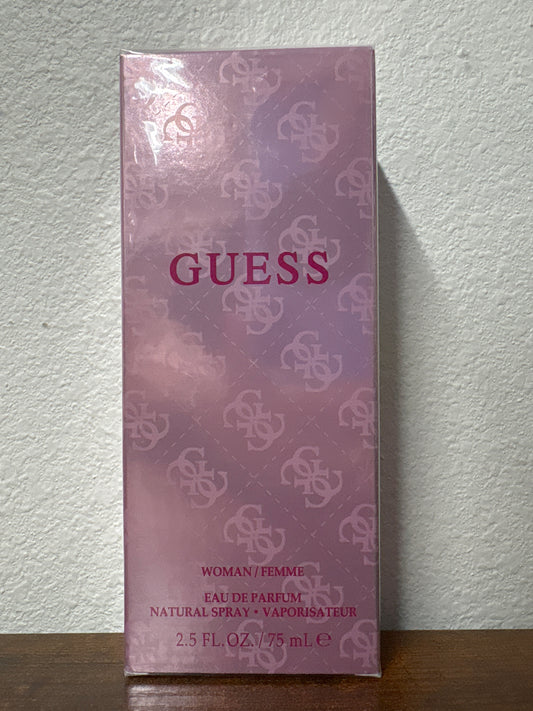 GUESS
WOMAN / FEMME
EAU DE PARFUM
NATURAL SPRAY • VAPORISATEUR
2.5 FL. OZ. / 75 mL ℮